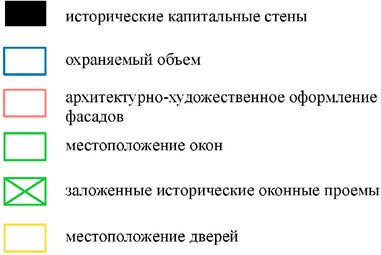 исторические капитальные стены
охраняемый объем
архитектурно-художественное оформление
фасадов
местоположение окон
заложенные исторические оконные проемы
местоположение дверей